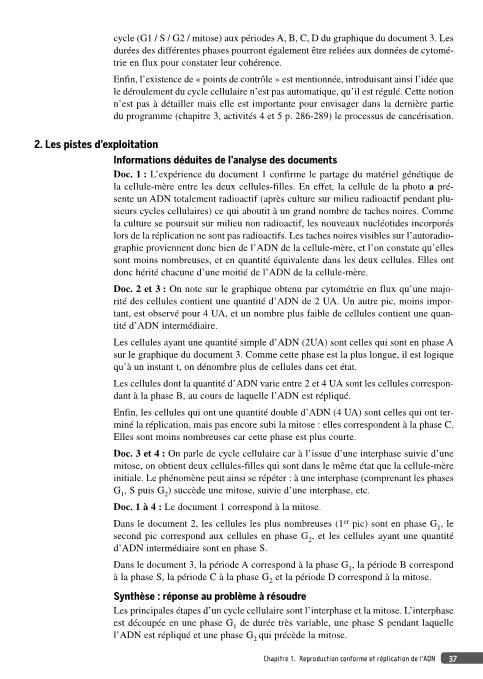 cycle (G1 / S / G2 / mitose) aux périodes A, B, C, D du graphique du document 3. Les
durées des différentes phases pourront également être reliées aux données de cytomé-
trie en flux pour constater leur cohérence.
Enfin, l'existence de « points de contrôle » est mentionnée, introduisant ainsi l'idée que
le déroulement du cycle cellulaire n'est pas automatique, qu'il est régulé. Cette notion
n'est pas à détailler mais elle est importante pour envisager dans la dernière partie
du programme (chapitre 3, activités 4 et 5 p. 286-289) le processus de cancérisation.
2. Les pistes d'exploitation
Informations déduites de l'analyse des documents
Doc. 1 : L'expérience du document 1 confirme le partage du matériel génétique de
la cellule-mère entre les deux cellules-filles. En effet, la cellule de la photo a pré-
sente un ADN totalement radioactif (après culture sur milieu radioactif pendant plu-
sieurs cycles cellulaires) ce qui aboutit à un grand nombre de taches noires. Comme
la culture se poursuit sur milieu non radioactif, les nouveaux nucléotides incorporés
lors de la réplication ne sont pas radioactifs. Les taches noires visibles sur l'autoradio-
graphie proviennent donc bien de l'ADN de la cellule-mère, et l'on constate qu'elles
sont moins nombreuses, et en quantité équivalente dans les deux cellules. Elles ont
donc hérité chacune d'une moitié de l'ADN de la cellule-mère.
Doc. 2 et 3 : On note sur le graphique obtenu par cytométrie en flux qu'une majo-
rité des cellules contient une quantité d'ADN de 2 UA. Un autre pic, moins impor-
tant, est observé pour 4 UA, et un nombre plus faible de cellules contient une quan-
tité d'ADN intermédiaire.
Les cellules ayant une quantité simple d'ADN (2UA) sont celles qui sont en phase A
sur le graphique du document 3. Comme cette phase est la plus longue, il est logique
qu'à un instant t, on dénombre plus de cellules dans cet état.
Les cellules dont la quantité d'ADN varie entre 2 et 4 UA sont les cellules correspon-
dant à la phase B, au cours de laquelle l'ADN est répliqué.
Enfin, les cellules qui ont une quantité double d'ADN (4 UA) sont celles qui ont ter-
miné la réplication, mais pas encore subi la mitose : elles correspondent à la phase C.
Elles sont moins nombreuses car cette phase est plus courte.
Doc. 3 et 4 : On parle de cycle cellulaire car à l'issue d'une interphase suivie d'une
mitose, on obtient deux cellules-filles qui sont dans le même état que la cellule-mère
initiale. Le phénomène peut ainsi se répéter : à une interphase (comprenant les phases
G1, S puis G2) succède une mitose, suivie d'une interphase, etc.
Doc. 1 à 4 : Le document 1 correspond à la mitose.
Dans le document 2, les cellules les plus nombreuses (1er pic) sont en phase G1, le
second pic correspond aux cellules en phase G2, et les cellules ayant une quantité
d'ADN intermédiaire sont en phase S.
Dans le document 3, la période A correspond à la phase G1, la période B correspond
à la phase S, la période C à la phase G2 et la période D correspond à la mitose.
Synthèse : réponse au problème à résoudre
Les principales étapes d'un cycle cellulaire sont l'interphase et la mitose. L'interphase
est découpée en une phase G1 de durée très variable, une phase S pendant laquelle
l'ADN est répliqué et une phase G2 qui précède la mitose.
Chapitre 1. Reproduction conforme et réplication de l'ADN 37